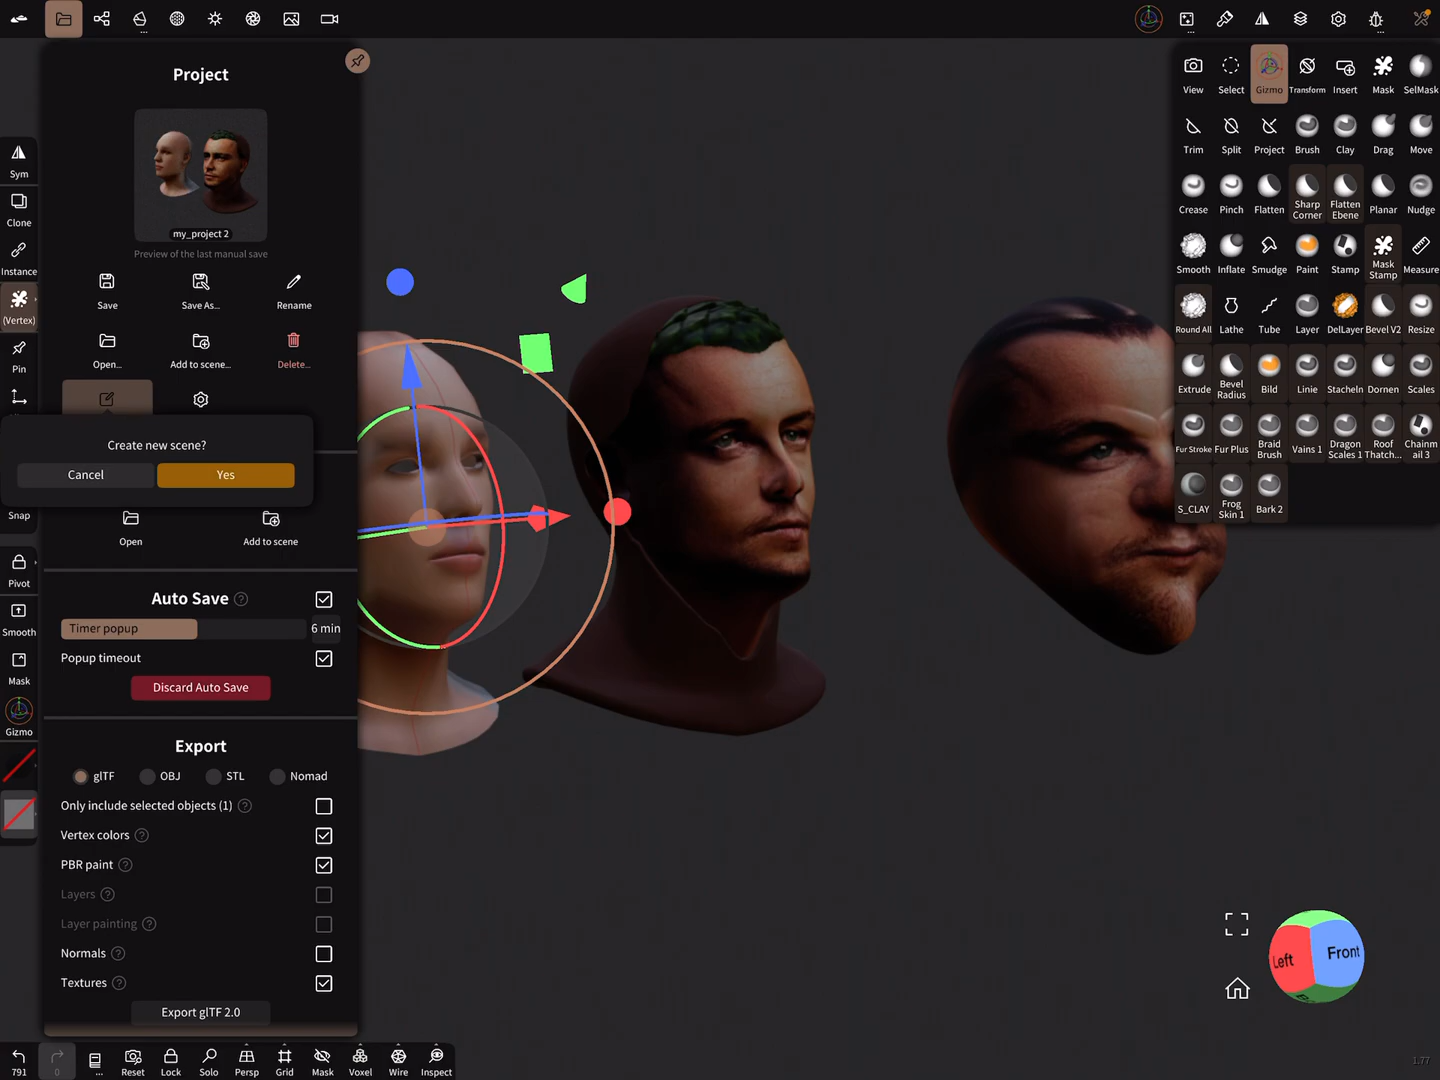 Project
my_project 2
Preview of the last manual save
Save
Save As...
Rename
Open...
Add to scene...
Delete...
Create new scene?
Cancel
Yes
Open
Add to scene
Auto Save
Timer popup
6 min
Popup timeout
Discard Auto Save
Export
glTF
OBJ
STL
Nomad
Only include selected objects (1)
Vertex colors
PBR paint
Layers
Layer painting
Normals
Textures
Export glTF 2.0
Sym
Clone
Instance
(Vertex)
Pin
Snap
Pivot
Smooth
Mask
Gizmo
View
Select
Gizmo
Transform
Insert
Mask
SelMask
Trim
Split
Project
Brush
Clay
Drag
Move
Crease
Pinch
Flatten
Sharp
Corner
Flatten
Ebene
Planar
Nudge
Smooth
Inflate
Smudge
Paint
Stamp
Mask
Stamp
Measure
Round All
Lathe
Tube
Layer
DelLayer
Bevel V2
Resize
Extrude
Bevel
Radius
Bild
Linie
Stacheln
Dornen
Scales
Fur Stroke
Fur Plus
Braid
Brush
Vains 1
Dragon
Scales 1
Roof
Thatch...
Chainm
ail 3
S_CLAY
Frog
Skin 1
Bark 2
Left
Front
791
0
...
Reset
Lock
Solo
Persp
Grid
Mask
Voxel
Wire
Inspect
1.77